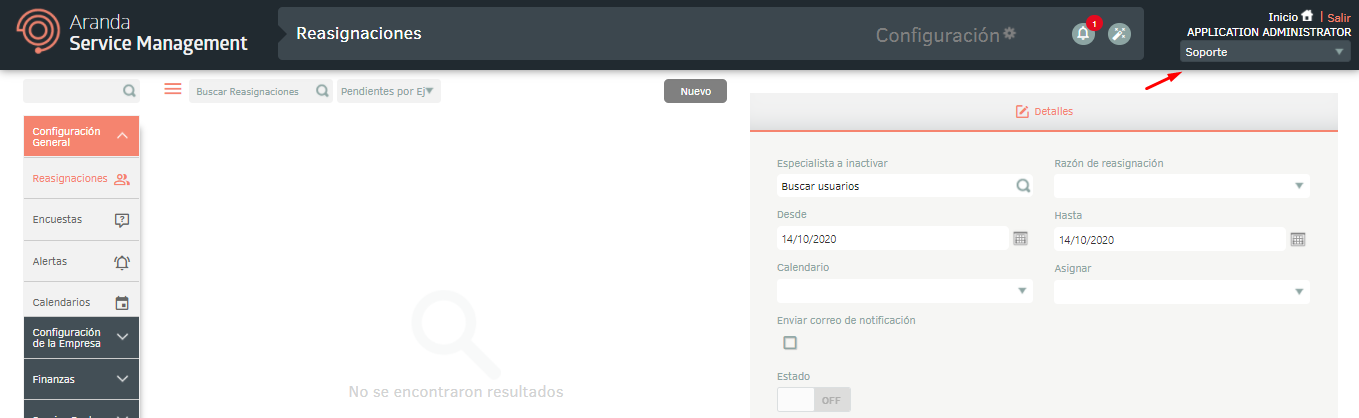 Aranda
Service Management
Reasignaciones
Configuración
1
Inicio | Salir
APPLICATION ADMINISTRATOR
Soporte
Buscar Reasignaciones
Pendientes por Ej
Nuevo
Configuración
General
Reasignaciones
Encuestas
Alertas
Calendarios
Configuración
de la Empresa
Finanzas
No se encontraron resultados
Detalles
Especialista a inactivar
Razón de reasignación
Buscar usuarios
Desde
Hasta
14/10/2020
14/10/2020
Calendario
Asignar
Enviar correo de notificación
Estado
OFF